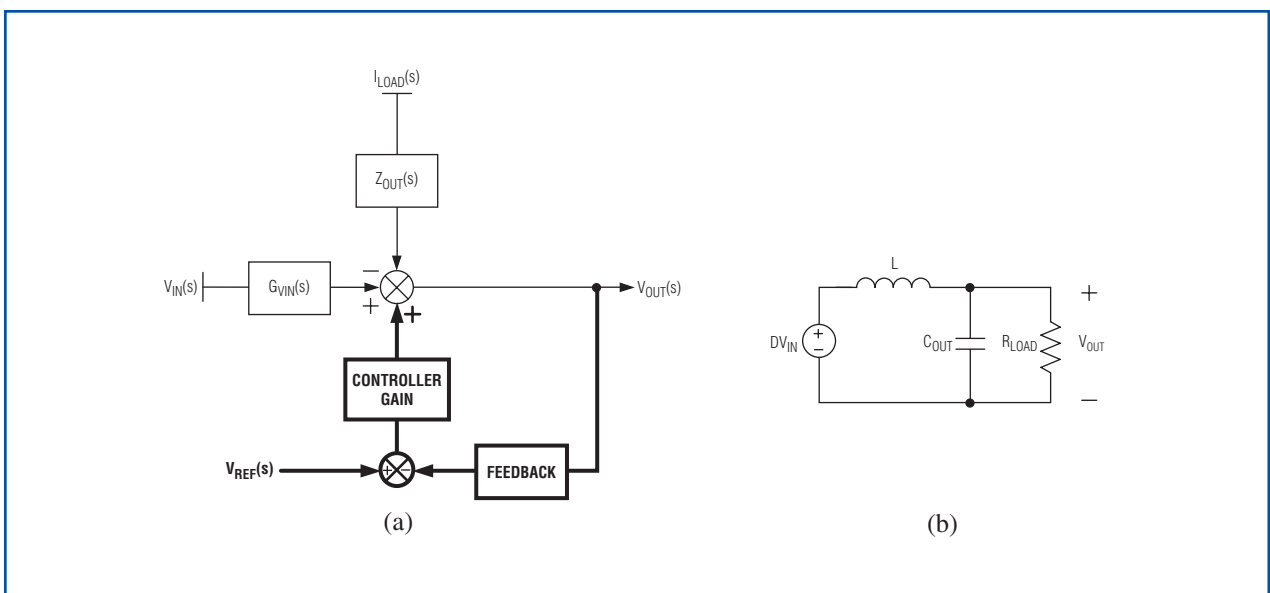 I_LOAD(s)
Z_OUT(s)
V_IN(s)
G_VIN(s)
−
+
+
V_OUT(s)
CONTROLLER
GAIN
V_REF(s)
+
−
FEEDBACK
(a)
L
DV_IN
+
−
C_OUT
R_LOAD
+
V_OUT
−
(b)